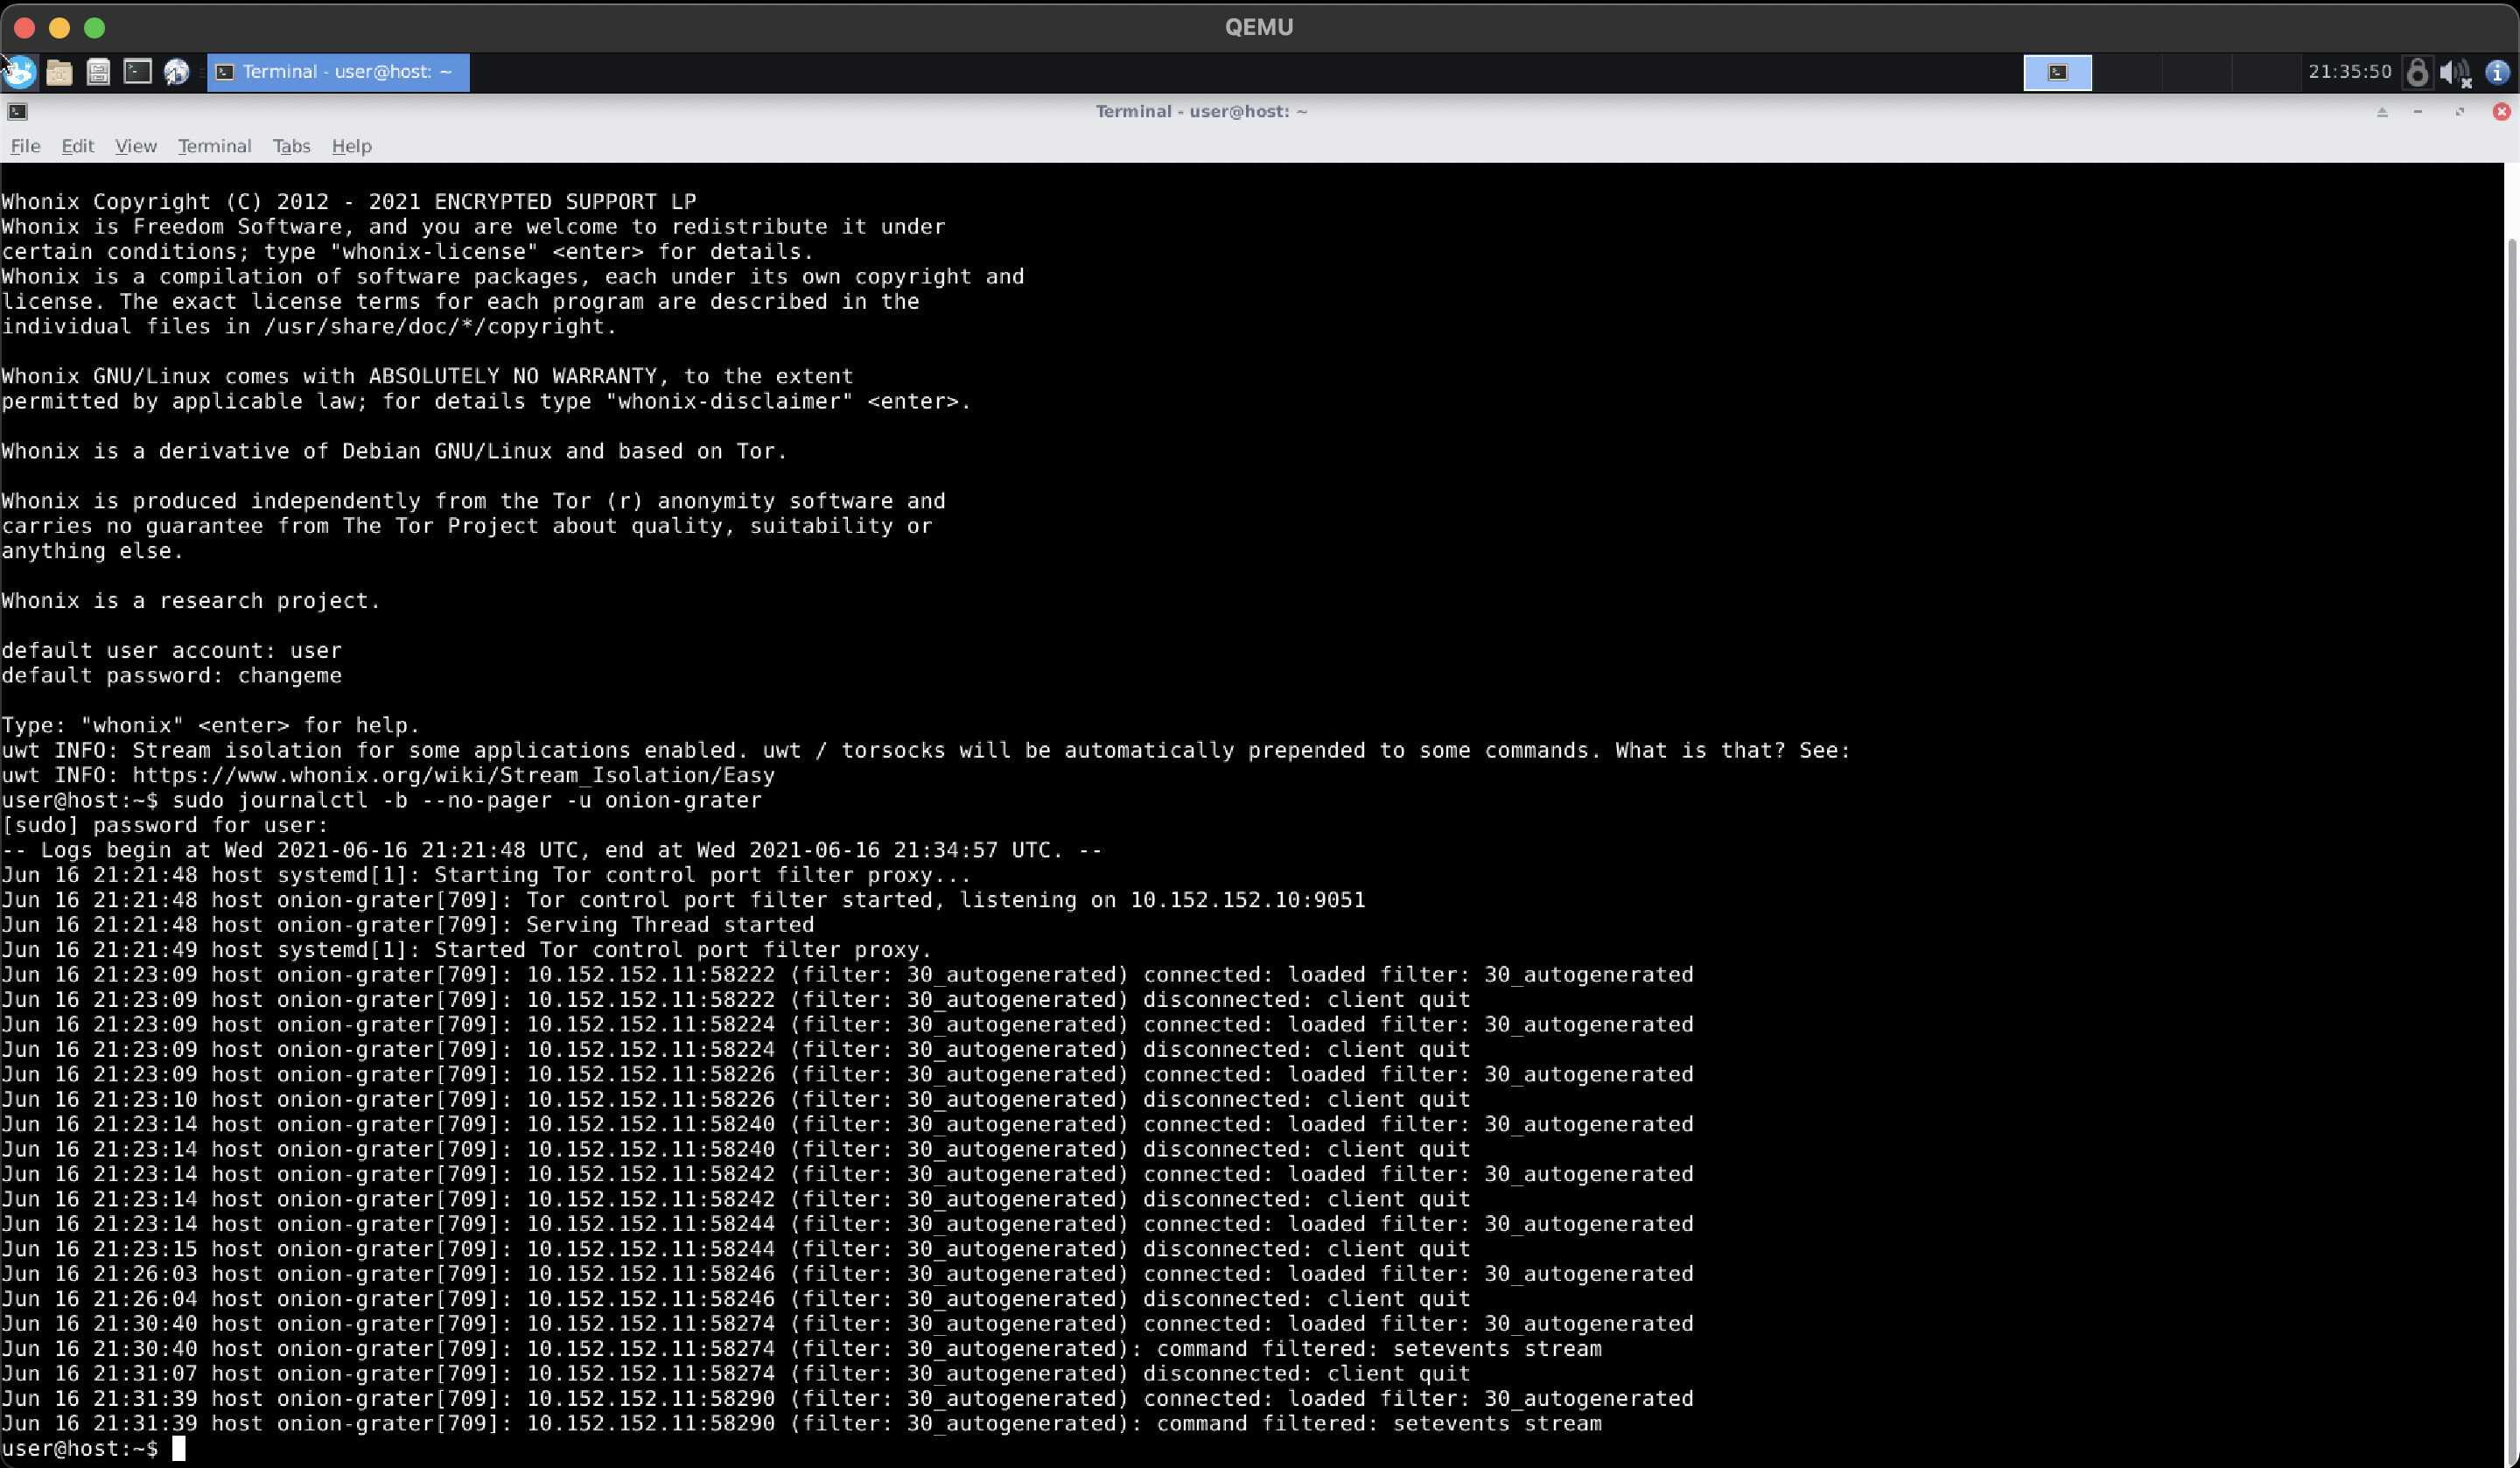 QEMU
Terminal - user@host: ~
21:35:50
Terminal - user@host: ~
File Edit View Terminal Tabs Help
Whonix Copyright (C) 2012 - 2021 ENCRYPTED SUPPORT LP
Whonix is Freedom Software, and you are welcome to redistribute it under
certain conditions; type "whonix-license" <enter> for details.
Whonix is a compilation of software packages, each under its own copyright and
license. The exact license terms for each program are described in the
individual files in /usr/share/doc/*/copyright.
Whonix GNU/Linux comes with ABSOLUTELY NO WARRANTY, to the extent
permitted by applicable law; for details type "whonix-disclaimer" <enter>.
Whonix is a derivative of Debian GNU/Linux and based on Tor.
Whonix is produced independently from the Tor (r) anonymity software and
carries no guarantee from The Tor Project about quality, suitability or
anything else.
Whonix is a research project.
default user account: user
default password: changeme
Type: "whonix" <enter> for help.
uwt INFO: Stream isolation for some applications enabled. uwt / torsocks will be automatically prepended to some commands. What is that? See:
uwt INFO: https://www.whonix.org/wiki/Stream_Isolation/Easy
user@host:~$ sudo journalctl -b --no-pager -u onion-grater
[sudo] password for user:
-- Logs begin at Wed 2021-06-16 21:21:48 UTC, end at Wed 2021-06-16 21:34:57 UTC. --
Jun 16 21:21:48 host systemd[1]: Starting Tor control port filter proxy...
Jun 16 21:21:48 host onion-grater[709]: Tor control port filter started, listening on 10.152.152.10:9051
Jun 16 21:21:48 host onion-grater[709]: Serving Thread started
Jun 16 21:21:49 host systemd[1]: Started Tor control port filter proxy.
Jun 16 21:23:09 host onion-grater[709]: 10.152.152.11:58222 (filter: 30_autogenerated) connected: loaded filter: 30_autogenerated
Jun 16 21:23:09 host onion-grater[709]: 10.152.152.11:58222 (filter: 30_autogenerated) disconnected: client quit
Jun 16 21:23:09 host onion-grater[709]: 10.152.152.11:58224 (filter: 30_autogenerated) connected: loaded filter: 30_autogenerated
Jun 16 21:23:09 host onion-grater[709]: 10.152.152.11:58224 (filter: 30_autogenerated) disconnected: client quit
Jun 16 21:23:09 host onion-grater[709]: 10.152.152.11:58226 (filter: 30_autogenerated) connected: loaded filter: 30_autogenerated
Jun 16 21:23:10 host onion-grater[709]: 10.152.152.11:58226 (filter: 30_autogenerated) disconnected: client quit
Jun 16 21:23:14 host onion-grater[709]: 10.152.152.11:58240 (filter: 30_autogenerated) connected: loaded filter: 30_autogenerated
Jun 16 21:23:14 host onion-grater[709]: 10.152.152.11:58240 (filter: 30_autogenerated) disconnected: client quit
Jun 16 21:23:14 host onion-grater[709]: 10.152.152.11:58242 (filter: 30_autogenerated) connected: loaded filter: 30_autogenerated
Jun 16 21:23:14 host onion-grater[709]: 10.152.152.11:58242 (filter: 30_autogenerated) disconnected: client quit
Jun 16 21:23:14 host onion-grater[709]: 10.152.152.11:58244 (filter: 30_autogenerated) connected: loaded filter: 30_autogenerated
Jun 16 21:23:15 host onion-grater[709]: 10.152.152.11:58244 (filter: 30_autogenerated) disconnected: client quit
Jun 16 21:26:03 host onion-grater[709]: 10.152.152.11:58246 (filter: 30_autogenerated) connected: loaded filter: 30_autogenerated
Jun 16 21:26:04 host onion-grater[709]: 10.152.152.11:58246 (filter: 30_autogenerated) disconnected: client quit
Jun 16 21:30:40 host onion-grater[709]: 10.152.152.11:58274 (filter: 30_autogenerated) connected: loaded filter: 30_autogenerated
Jun 16 21:30:40 host onion-grater[709]: 10.152.152.11:58274 (filter: 30_autogenerated): command filtered: setevents stream
Jun 16 21:31:07 host onion-grater[709]: 10.152.152.11:58274 (filter: 30_autogenerated) disconnected: client quit
Jun 16 21:31:39 host onion-grater[709]: 10.152.152.11:58290 (filter: 30_autogenerated) connected: loaded filter: 30_autogenerated
Jun 16 21:31:39 host onion-grater[709]: 10.152.152.11:58290 (filter: 30_autogenerated): command filtered: setevents stream
user@host:~$